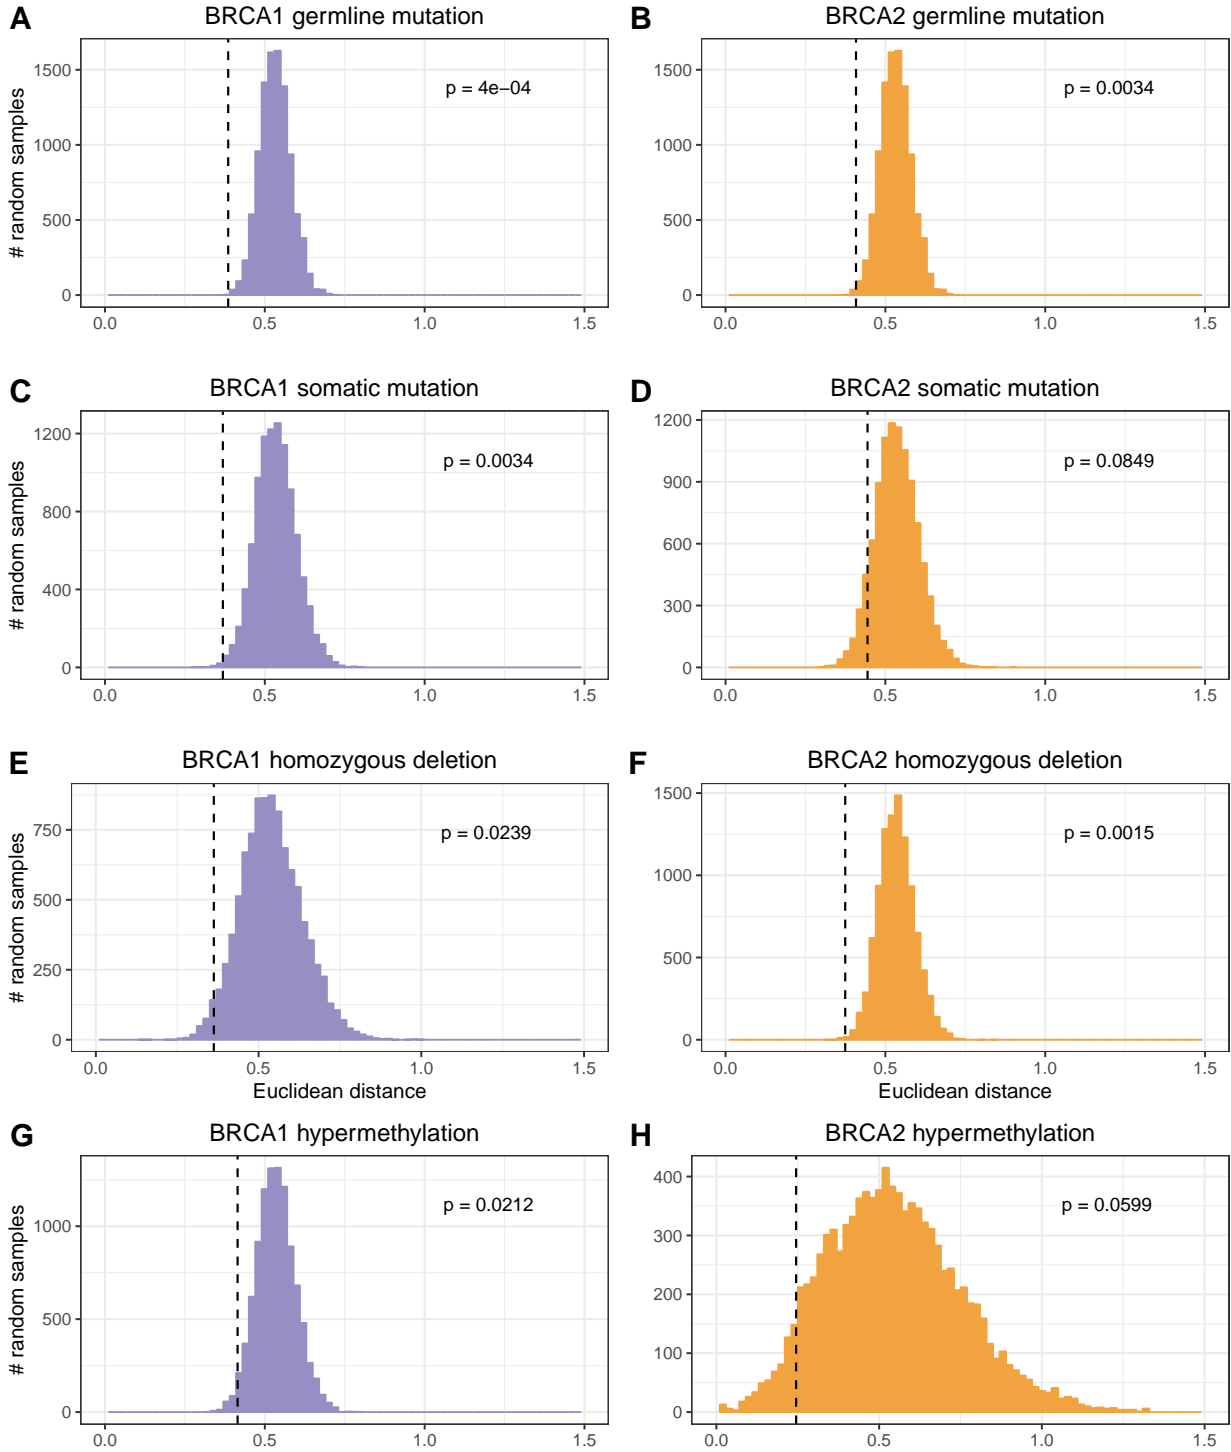 A BRCA1 germline mutation
# random samples
1500
1000
500
0
p = 4e−04
0.0 0.5 1.0 1.5
B BRCA2 germline mutation
1500
1000
500
0
p = 0.0034
0.0 0.5 1.0 1.5
C BRCA1 somatic mutation
# random samples
1200
800
400
0
p = 0.0034
0.0 0.5 1.0 1.5
D BRCA2 somatic mutation
1200
900
600
300
0
p = 0.0849
0.0 0.5 1.0 1.5
E BRCA1 homozygous deletion
# random samples
750
500
250
0
p = 0.0239
0.0 0.5 1.0 1.5
Euclidean distance
F BRCA2 homozygous deletion
1500
1000
500
0
p = 0.0015
0.0 0.5 1.0 1.5
Euclidean distance
G BRCA1 hypermethylation
# random samples
1000
500
0
p = 0.0212
0.0 0.5 1.0 1.5
H BRCA2 hypermethylation
400
300
200
100
0
p = 0.0599
0.0 0.5 1.0 1.5